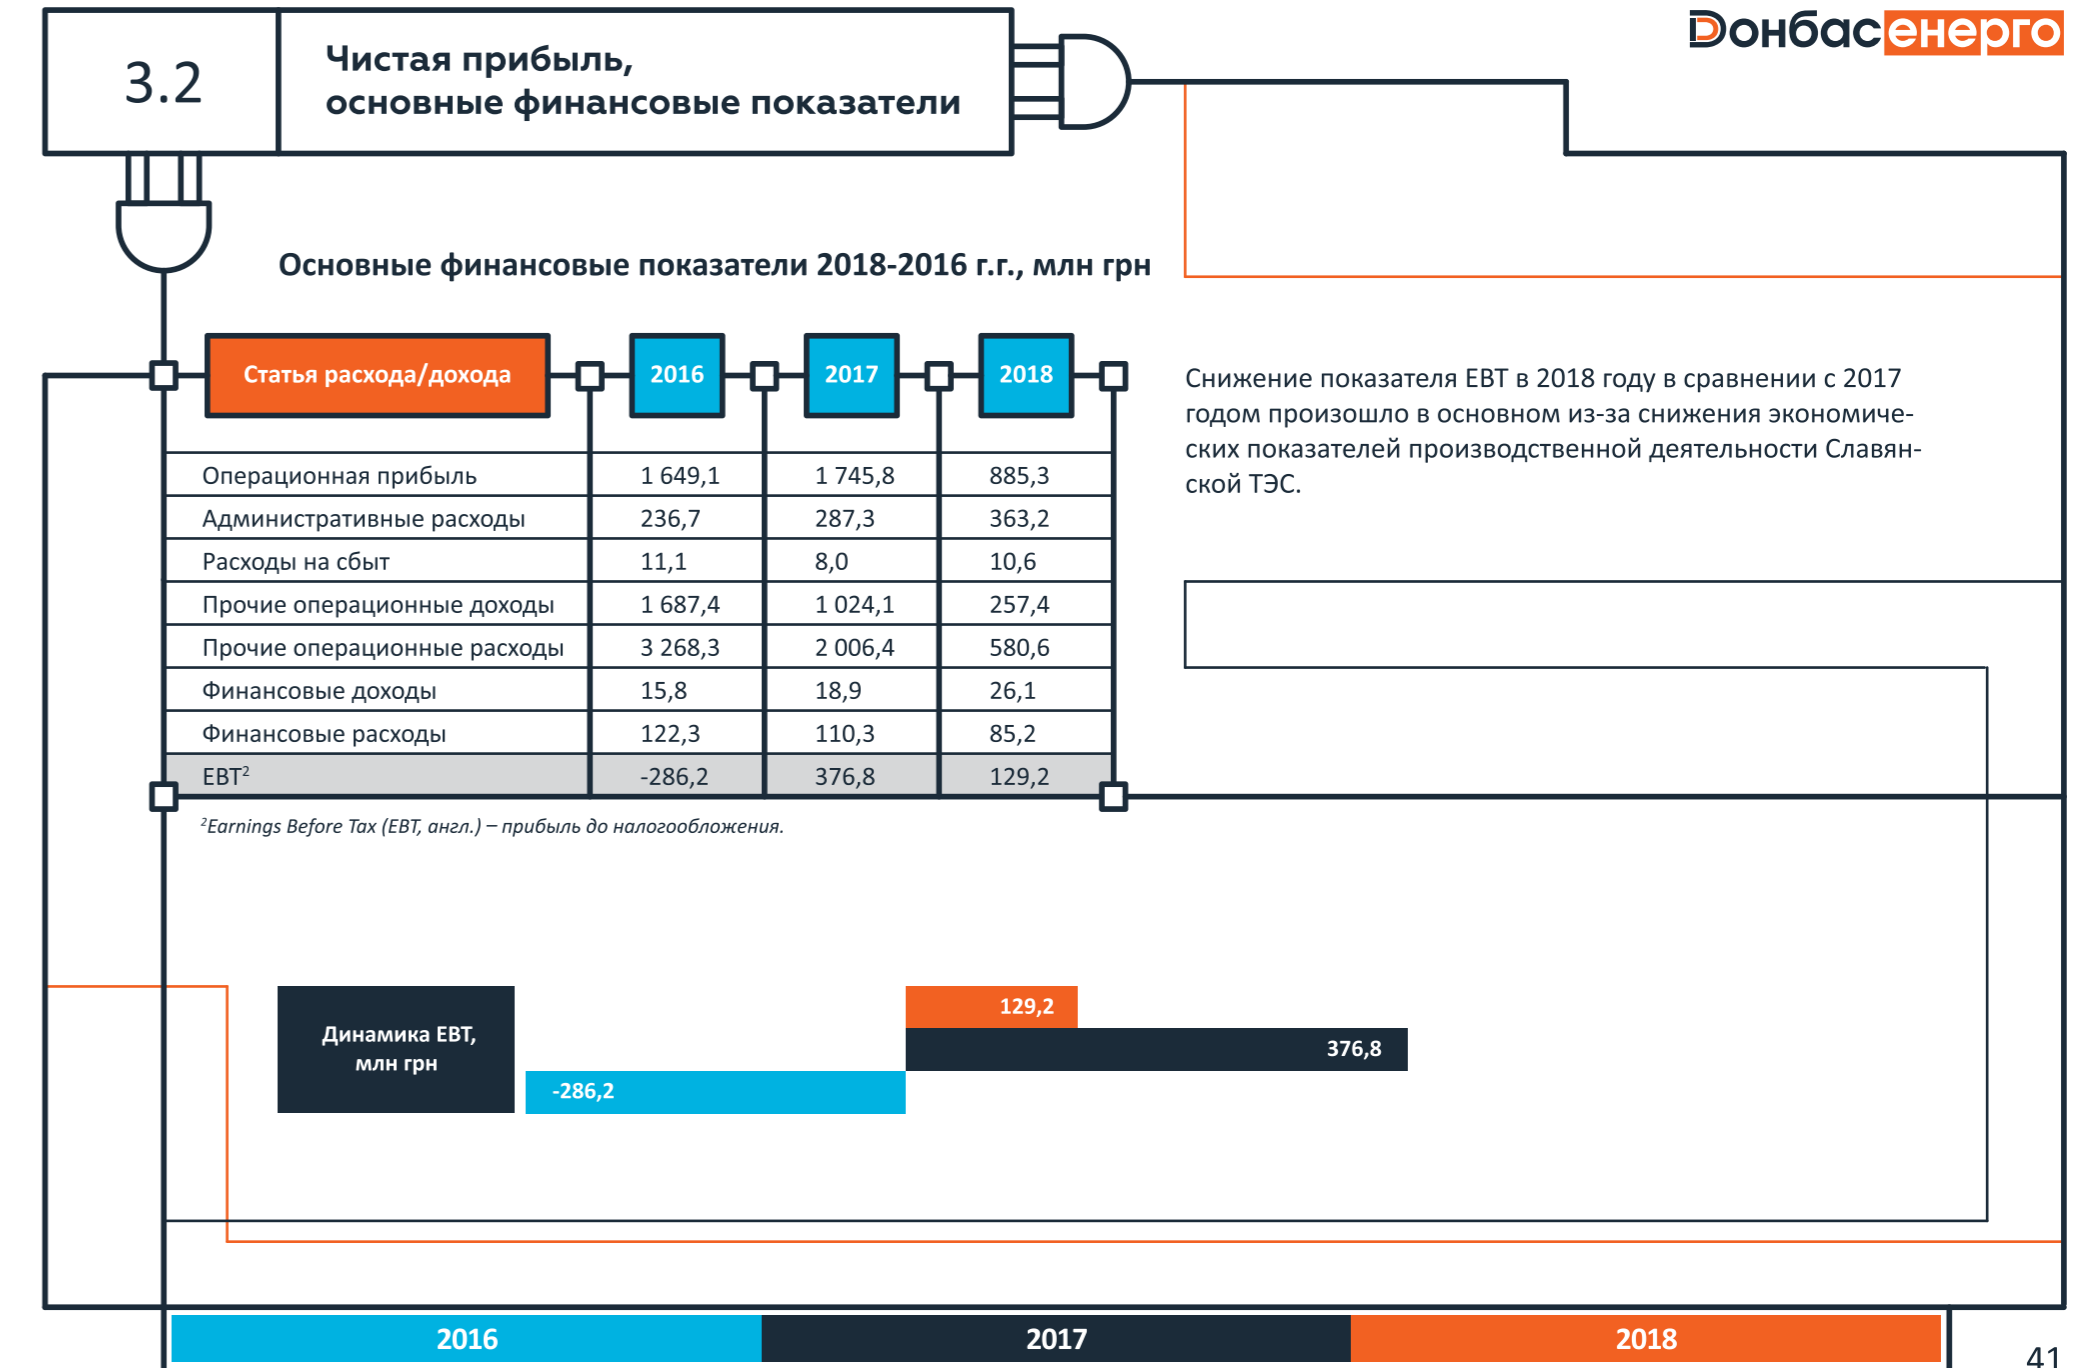 3.2
Чистая прибыль,
основные финансовые показатели
Донбасенерго
Основные финансовые показатели 2018-2016 г.г., млн грн
Статья расхода/дохода 2016 2017 2018
Операционная прибыль 1 649,1 1 745,8 885,3
Административные расходы 236,7 287,3 363,2
Расходы на сбыт 11,1 8,0 10,6
Прочие операционные доходы 1 687,4 1 024,1 257,4
Прочие операционные расходы 3 268,3 2 006,4 580,6
Финансовые доходы 15,8 18,9 26,1
Финансовые расходы 122,3 110,3 85,2
EBT² -286,2 376,8 129,2
²Earnings Before Tax (EBT, англ.) – прибыль до налогообложения.
Снижение показателя EBT в 2018 году в сравнении с 2017
годом произошло в основном из-за снижения экономиче-
ских показателей производственной деятельности Славян-
ской ТЭС.
Динамика EBT,
млн грн
129,2
376,8
-286,2
2016 2017 2018
41